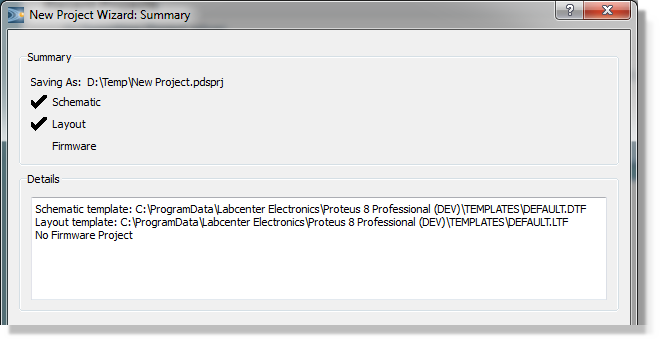 New Project Wizard: Summary
Summary
Saving As: D:\Temp\New Project.pdsprj
Schematic
Layout
Firmware
Details
Schematic template: C:\ProgramData\Labcenter Electronics\Proteus 8 Professional (DEV)\TEMPLATES\DEFAULT.DTF
Layout template: C:\ProgramData\Labcenter Electronics\Proteus 8 Professional (DEV)\TEMPLATES\DEFAULT.LTF
No Firmware Project